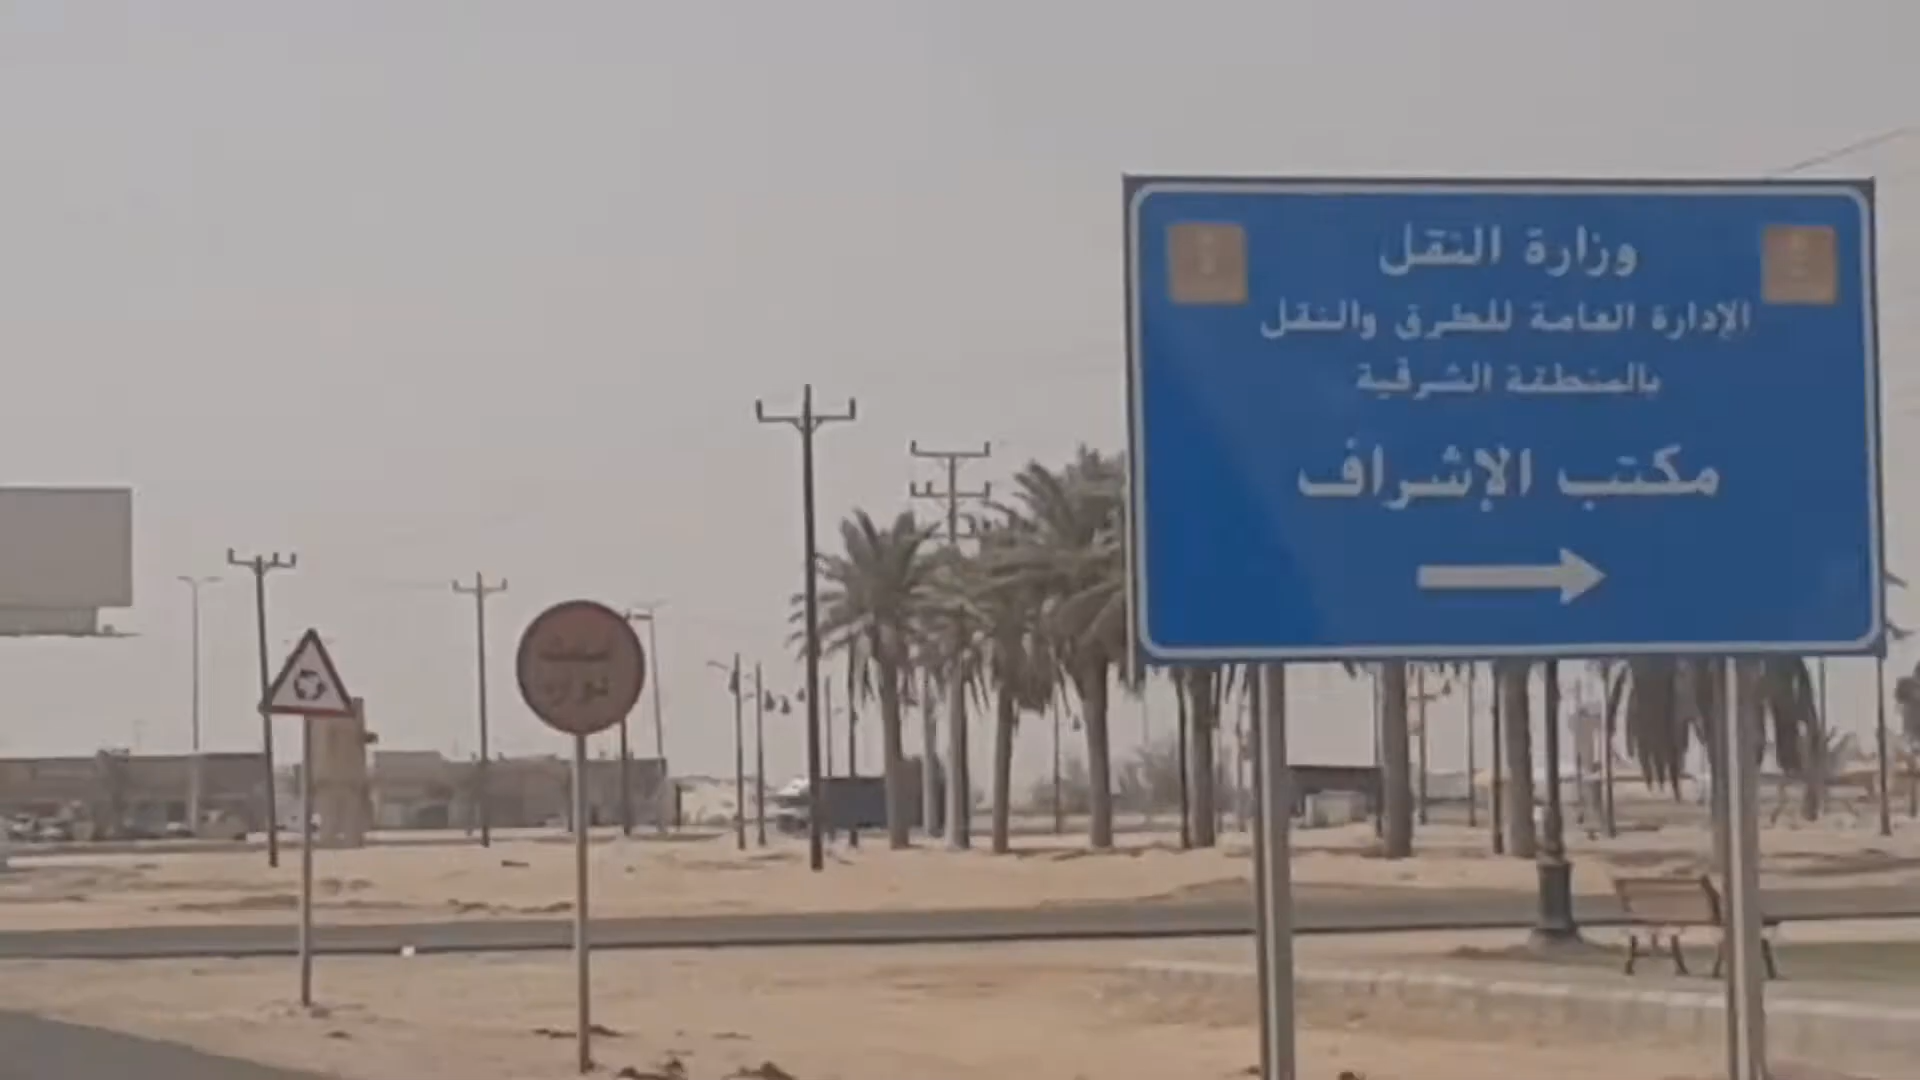 وزارة النقل
الإدارة العامة للطرق والنقل
بالمنطقة الشرقية
مكتب الإشراف